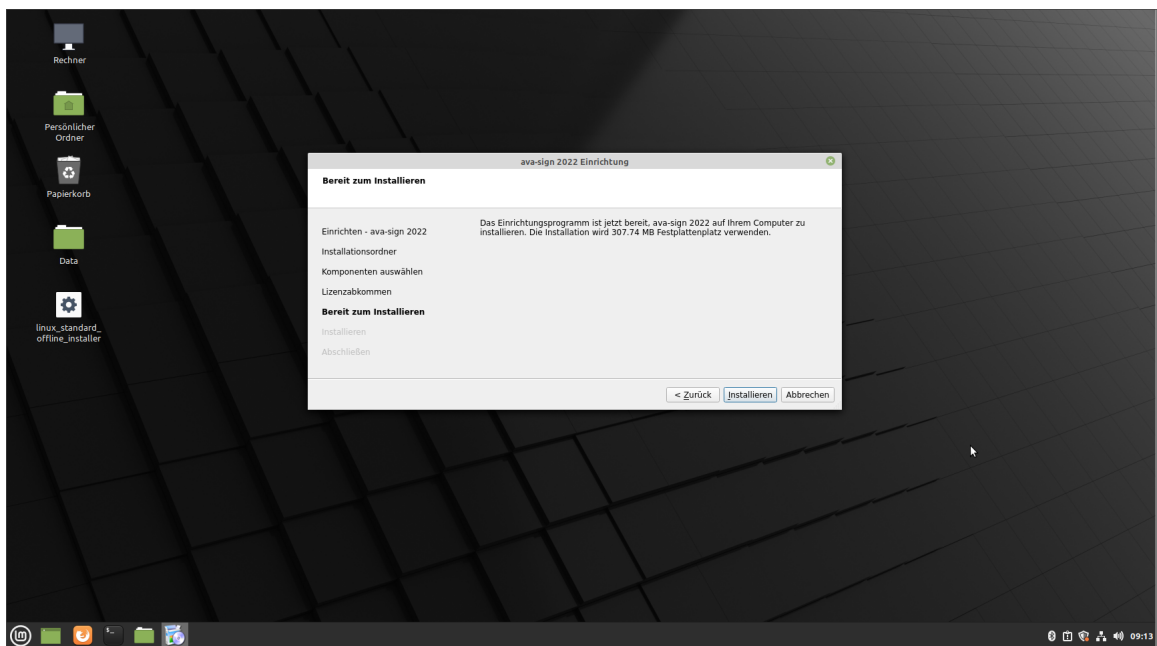 Rechner
Persönlicher
Ordner
Papierkorb
Data
linux_standard_
offline_installer
ava-sign 2022 Einrichtung
Bereit zum Installieren
Einrichten - ava-sign 2022
Installationsordner
Komponenten auswählen
Lizenzabkommen
Bereit zum Installieren
Installieren
Abschließen
Das Einrichtungsprogramm ist jetzt bereit, ava-sign 2022 auf Ihrem Computer zu
installieren. Die Installation wird 307.74 MB Festplattenplatz verwenden.
< Zurück Installieren Abbrechen
09:13